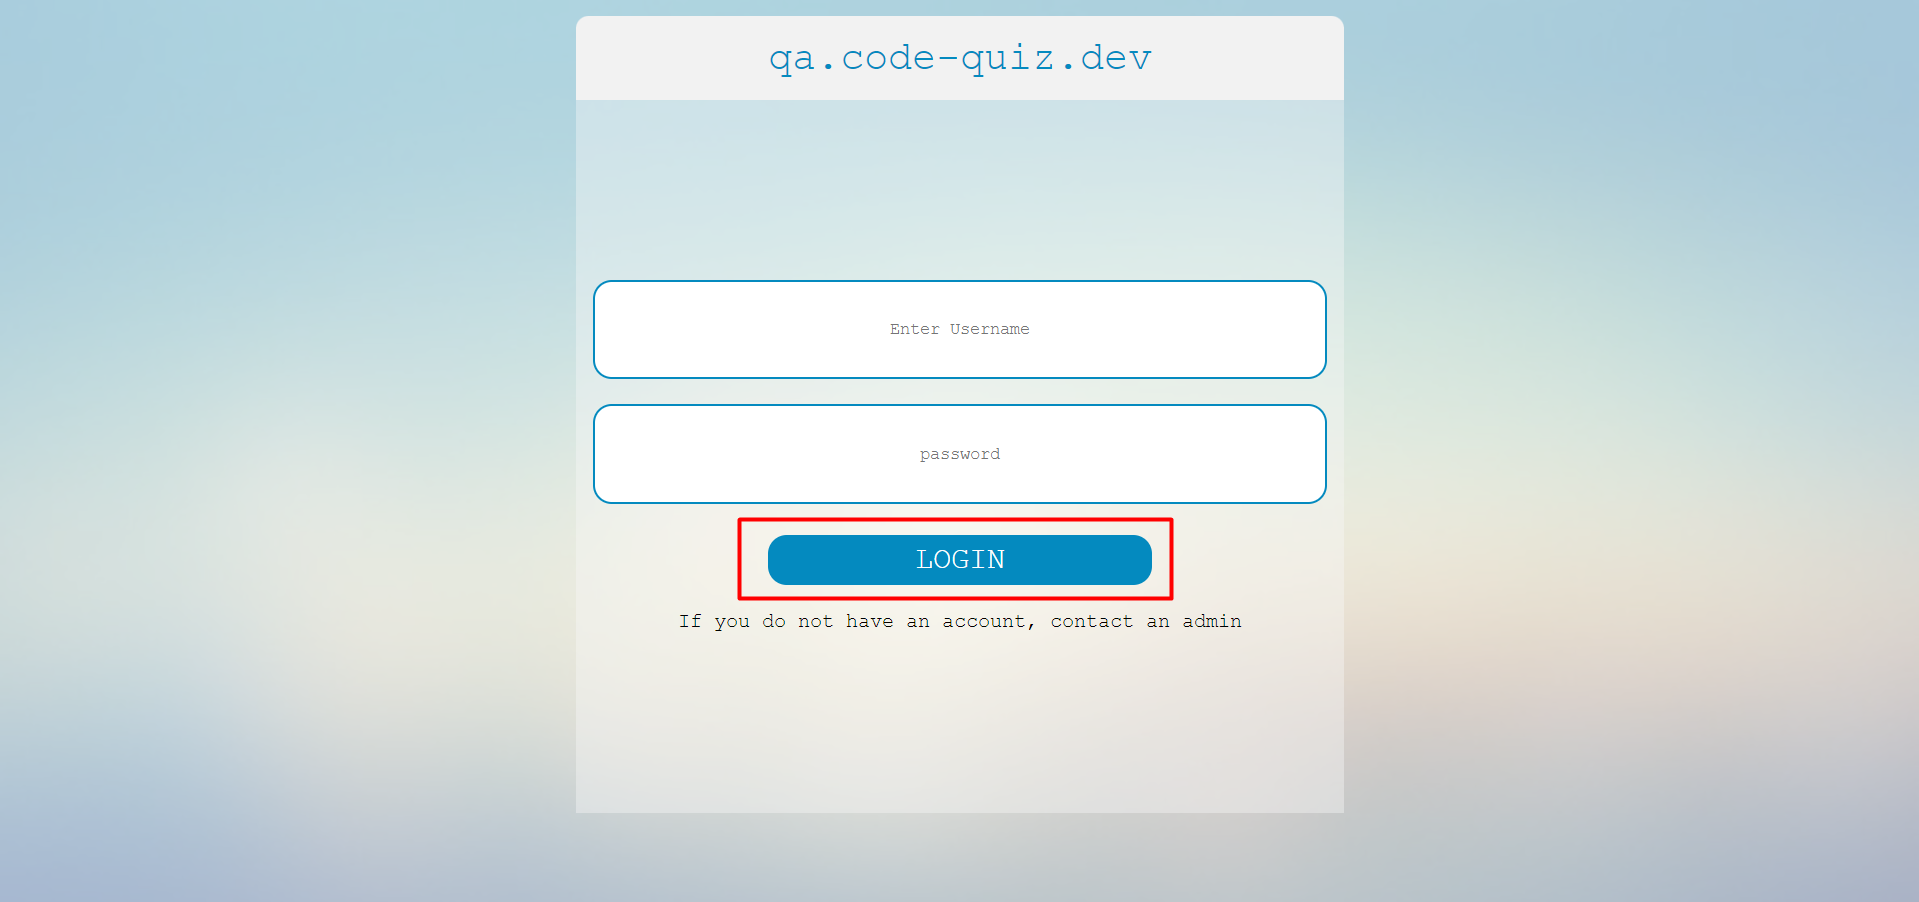 qa.code-quiz.dev
Enter Username
password
LOGIN
If you do not have an account, contact an admin